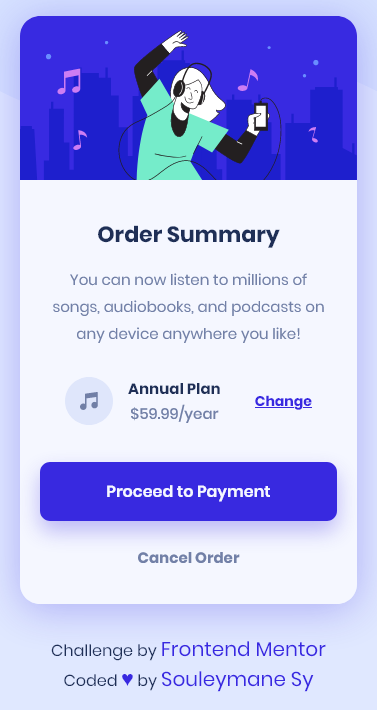 Order Summary
You can now listen to millions of
songs, audiobooks, and podcasts on
any device anywhere you like!
Annual Plan
$59.99/year
Change
Proceed to Payment
Cancel Order
Challenge by Frontend Mentor
Coded ♥ by Souleymane Sy